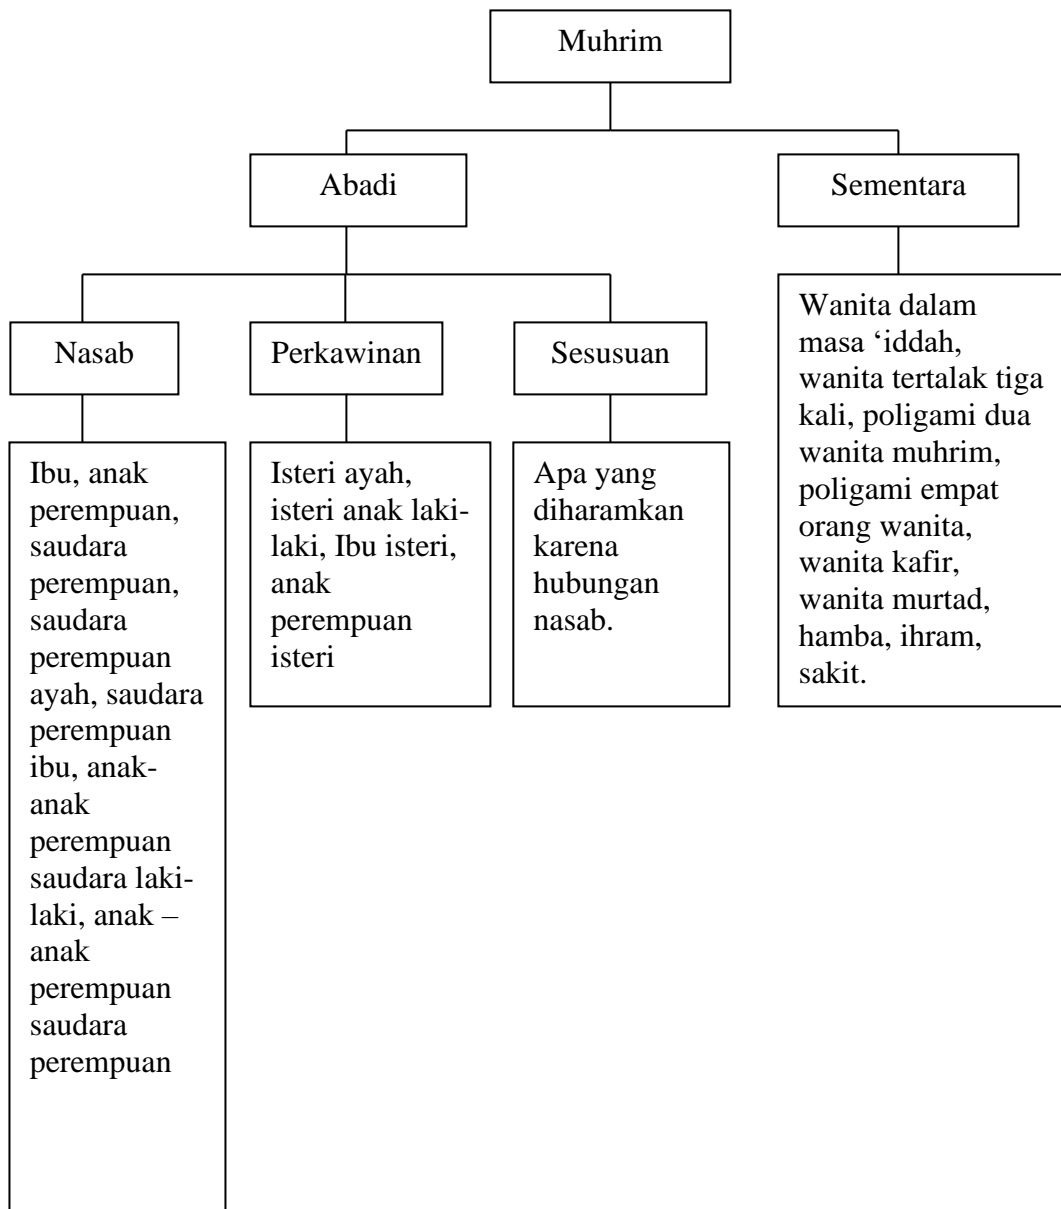 Muhrim
Abadi
Sementara
Nasab
Perkawinan
Sesusuan
Wanita dalam
masa ‘iddah,
wanita tertalak tiga
kali, poligami dua
wanita muhrim,
poligami empat
orang wanita,
wanita kafir,
wanita murtad,
hamba, ihram,
sakit.
Ibu, anak
perempuan,
saudara
perempuan,
saudara
perempuan
ayah, saudara
perempuan
ibu, anak-
anak
perempuan
saudara laki-
laki, anak –
anak
perempuan
saudara
perempuan
Isteri ayah,
isteri anak laki-
laki, Ibu isteri,
anak
perempuan
isteri
Apa yang
diharamkan
karena
hubungan
nasab.